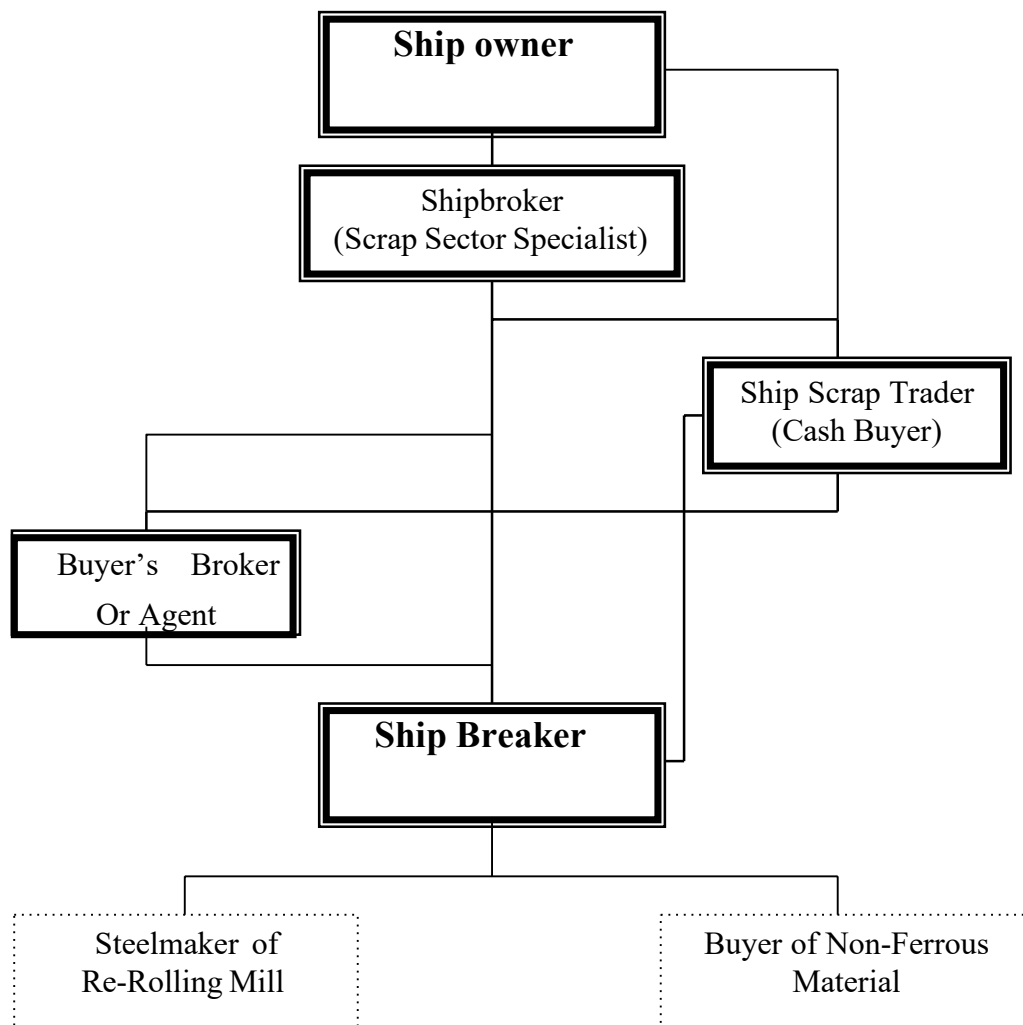 Ship owner
Shipbroker
(Scrap Sector Specialist)
Ship Scrap Trader
(Cash Buyer)
Buyer’s Broker
Or Agent
Ship Breaker
Steelmaker of
Re-Rolling Mill
Buyer of Non-Ferrous
Material